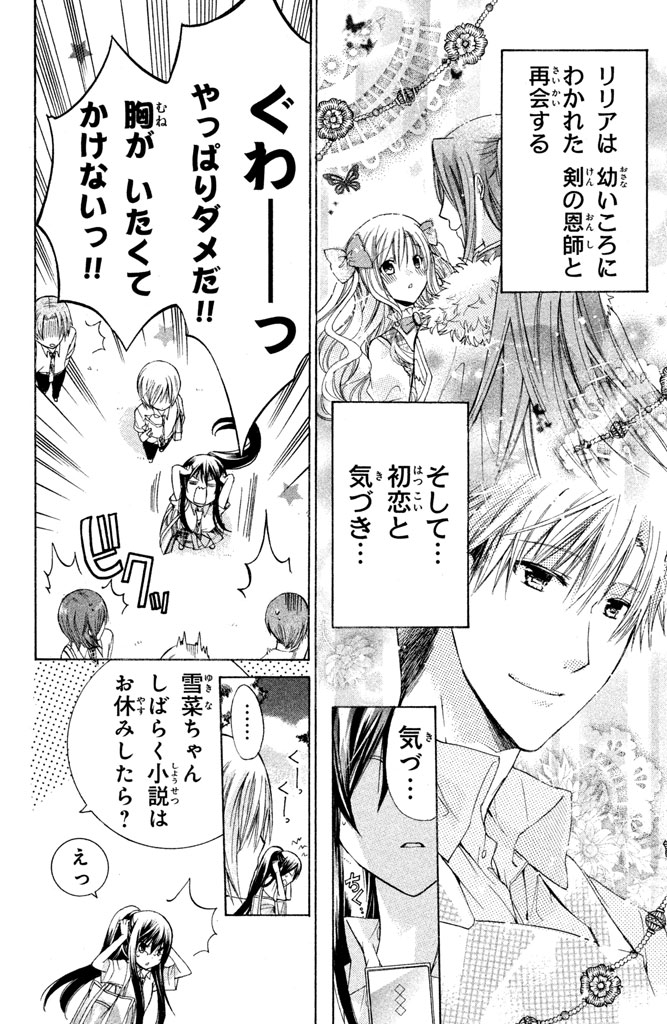 リリアは 幼いころに
わかれた 剣の恩師と
再会する
そして…
初恋と
気づき…
気づ…
ちく…
ぐわーーっ
やっぱりダメだ!!
胸が いたくて
かけないっ!!
ビクッ
……
くーっ
くーっ
雪菜ちゃん
しばらく小説は
お休みしたら?
えっ